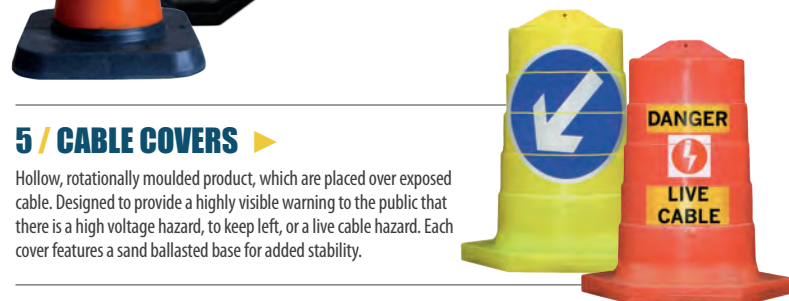 5 / CABLE COVERS
Hollow, rotationally moulded product, which are placed over exposed
cable. Designed to provide a highly visible warning to the public that
there is a high voltage hazard, to keep left, or a live cable hazard. Each
cover features a sand ballasted base for added stability.
DANGER
LIVE
CABLE